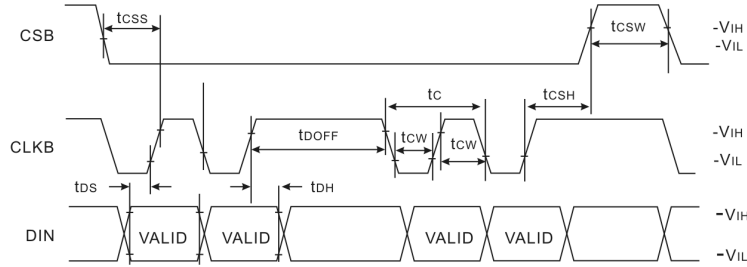 CSB
tCSS
tCSW
-VIH
-VIL
CLKB
tDOFF
tC
tCW
tCW
tCSH
-VIH
-VIL
tDS
tDH
DIN
VALID
VALID
VALID
VALID
-VIH
-VIL